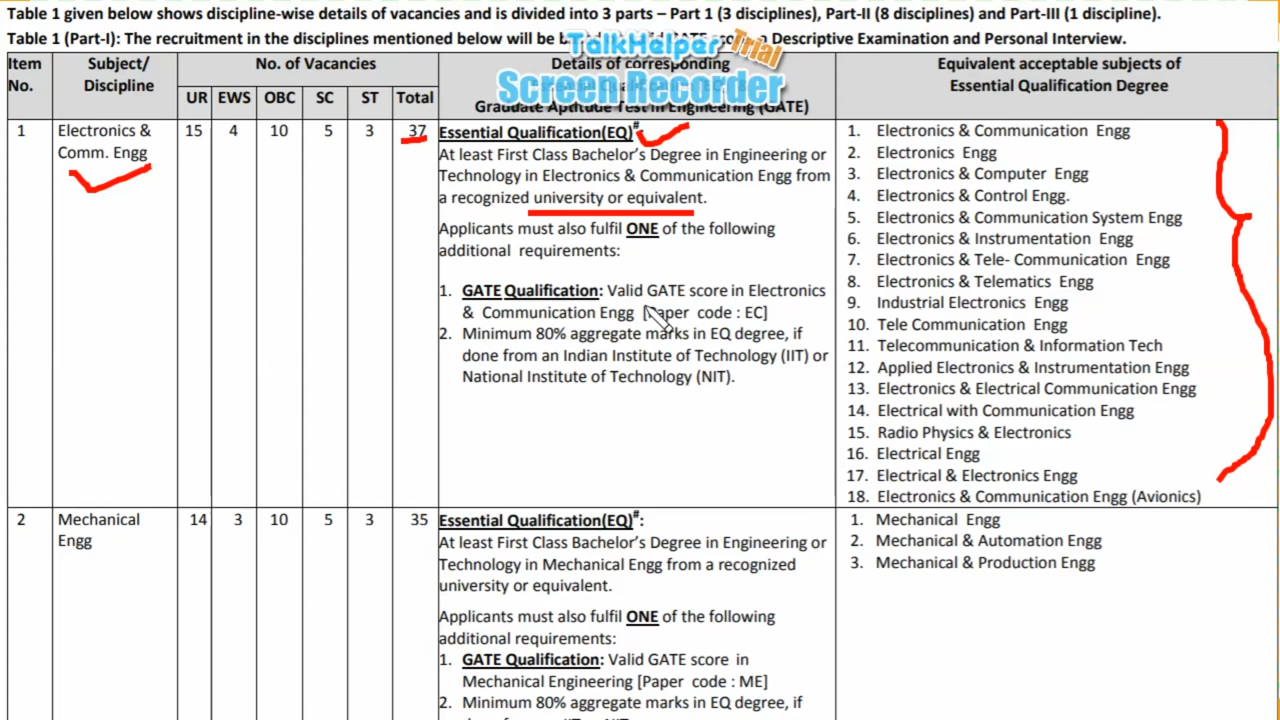 Table 1 given below shows discipline-wise details of vacancies and is divided into 3 parts – Part 1 (3 disciplines), Part-II (8 disciplines) and Part-III (1 discipline).
Table 1 (Part-I): The recruitment in the disciplines mentioned below will be Descriptive Examination and Personal Interview.
TalkHelper Trial
Screen Recorder
Item No.
Subject/ Discipline
No. of Vacancies
UR EWS OBC SC ST Total
Details of corresponding
Graduate Aptitude Test in Engineering (GATE)
Equivalent acceptable subjects of
Essential Qualification Degree
1
Electronics &
Comm. Engg
15 4 10 5 3 37
Essential Qualification(EQ)#:
At least First Class Bachelor's Degree in Engineering or
Technology in Electronics & Communication Engg from
a recognized university or equivalent.
Applicants must also fulfil ONE of the following
additional requirements:
1. GATE Qualification: Valid GATE score in Electronics
& Communication Engg [Paper code : EC]
2. Minimum 80% aggregate marks in EQ degree, if
done from an Indian Institute of Technology (IIT) or
National Institute of Technology (NIT).
1. Electronics & Communication Engg
2. Electronics Engg
3. Electronics & Computer Engg
4. Electronics & Control Engg.
5. Electronics & Communication System Engg
6. Electronics & Instrumentation Engg
7. Electronics & Tele- Communication Engg
8. Electronics & Telematics Engg
9. Industrial Electronics Engg
10. Tele Communication Engg
11. Telecommunication & Information Tech
12. Applied Electronics & Instrumentation Engg
13. Electronics & Electrical Communication Engg
14. Electrical with Communication Engg
15. Radio Physics & Electronics
16. Electrical Engg
17. Electrical & Electronics Engg
18. Electronics & Communication Engg (Avionics)
2
Mechanical
Engg
14 3 10 5 3 35
Essential Qualification(EQ)#:
At least First Class Bachelor's Degree in Engineering or
Technology in Mechanical Engg from a recognized
university or equivalent.
Applicants must also fulfil ONE of the following
additional requirements:
1. GATE Qualification: Valid GATE score in
Mechanical Engineering [Paper code : ME]
2. Minimum 80% aggregate marks in EQ degree, if
1. Mechanical Engg
2. Mechanical & Automation Engg
3. Mechanical & Production Engg